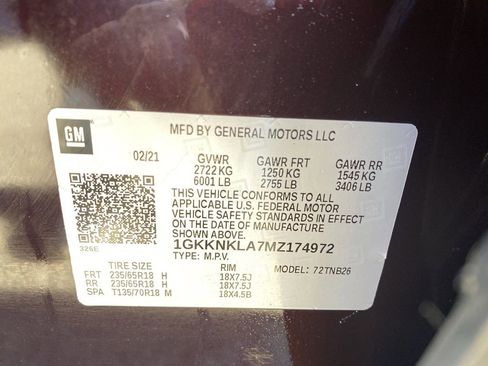 GM
MFD BY GENERAL MOTORS LLC
02/21 GVWR GAWR FRT GAWR RR
2722 KG 1250 KG 1545 KG
6001 LB 2755 LB 3406 LB
THIS VEHICLE CONFORMS TO ALL
APPLICABLE U.S. FEDERAL MOTOR
VEHICLE SAFETY STANDARDS IN EFFECT
ON THE DATE OF MANUFACTURE SHOWN ABOVE.
1GKKNKLA7MZ174972
326E TYPE: M.P.V.
TIRE SIZE RIM MODEL: 72TNB26
FRT 235/65R18 H 18X7.5J
RR 235/65R18 H 18X7.5J
SPA T135/70R18 M 18X4.5B